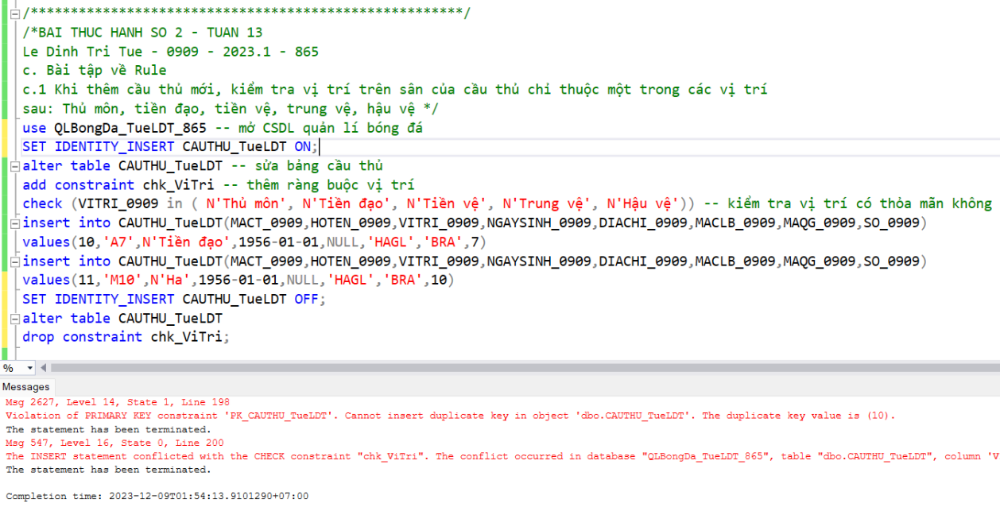 /*****************************************************/
/*BAI THUC HANH SO 2 - TUAN 13
Le Dinh Tri Tue - 0909 - 2023.1 - 865
c. Bài tập về Rule
c.1 Khi thêm cầu thủ mới, kiểm tra vị trí trên sân của cầu thủ chỉ thuộc một trong các vị trí
sau: Thủ môn, tiền đạo, tiền vệ, trung vệ, hậu vệ */
use QLBongDa_TueLDT_865 -- mở CSDL quản lí bóng đá
SET IDENTITY_INSERT CAUTHU_TueLDT ON;
alter table CAUTHU_TueLDT -- sửa bảng cầu thủ
add constraint chk_ViTri -- thêm ràng buộc vị trí
check (VITRI_0909 in ( N'Thủ môn', N'Tiền đạo', N'Tiền vệ', N'Trung vệ', N'Hậu vệ')) -- kiểm tra vị trí có thỏa mãn không
insert into CAUTHU_TueLDT(MACT_0909,HOTEN_0909,VITRI_0909,NGAYSINH_0909,DIACHI_0909,MACLB_0909,MAQG_0909,SO_0909)
values(10,'A7',N'Tiền đạo',1956-01-01,NULL,'HAGL','BRA',7)
insert into CAUTHU_TueLDT(MACT_0909,HOTEN_0909,VITRI_0909,NGAYSINH_0909,DIACHI_0909,MACLB_0909,MAQG_0909,SO_0909)
values(11,'M10',N'Ha',1956-01-01,NULL,'HAGL','BRA',10)
SET IDENTITY_INSERT CAUTHU_TueLDT OFF;
alter table CAUTHU_TueLDT
drop constraint chk_ViTri;
%
Messages
Msg 2627, Level 14, State 1, Line 198
Violation of PRIMARY KEY constraint 'PK_CAUTHU_TueLDT'. Cannot insert duplicate key in object 'dbo.CAUTHU_TueLDT'. The duplicate key value is (10).
The statement has been terminated.
Msg 547, Level 16, State 0, Line 200
The INSERT statement conflicted with the CHECK constraint "chk_ViTri". The conflict occurred in database "QLBongDa_TueLDT_865", table "dbo.CAUTHU_TueLDT", column 'V
The statement has been terminated.
Completion time: 2023-12-09T01:54:13.9101290+07:00